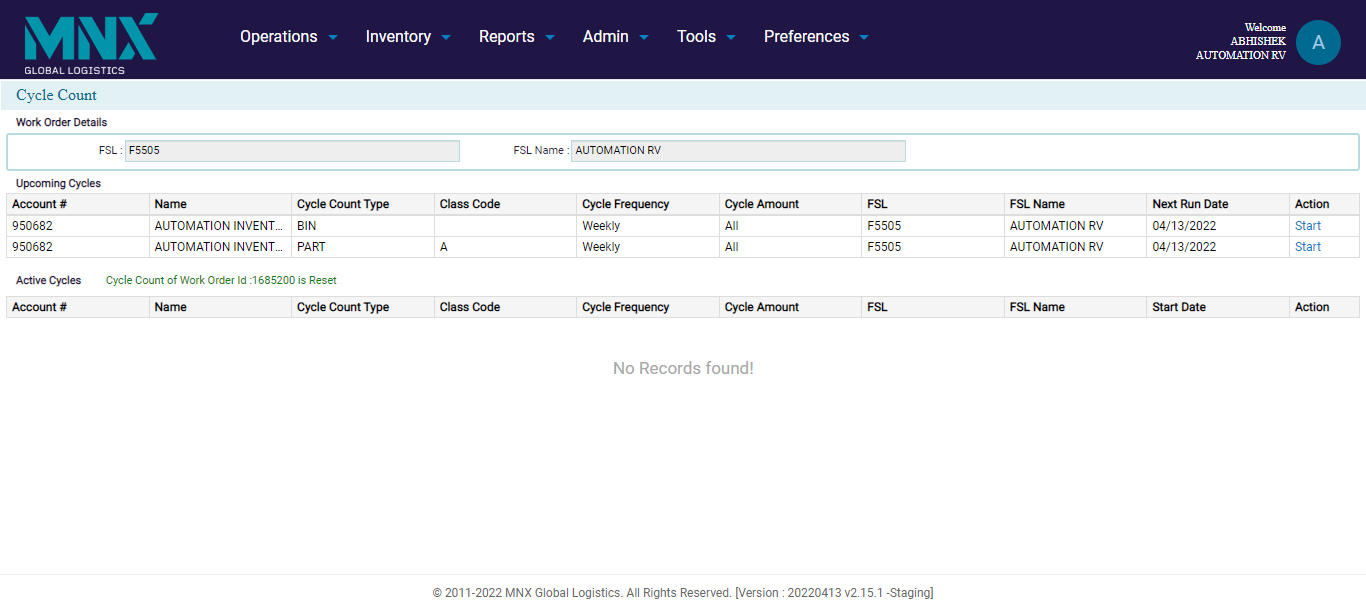 MNX
GLOBAL LOGISTICS
Operations Inventory Reports Admin Tools Preferences
Welcome
ABHISHEK
AUTOMATION RV
A
Cycle Count
Work Order Details
FSL : F5505 FSL Name : AUTOMATION RV
Upcoming Cycles
Account # Name Cycle Count Type Class Code Cycle Frequency Cycle Amount FSL FSL Name Next Run Date Action
950682 AUTOMATION INVENT... BIN Weekly All F5505 AUTOMATION RV 04/13/2022 Start
950682 AUTOMATION INVENT... PART A Weekly All F5505 AUTOMATION RV 04/13/2022 Start
Active Cycles Cycle Count of Work Order Id :1685200 is Reset
Account # Name Cycle Count Type Class Code Cycle Frequency Cycle Amount FSL FSL Name Start Date Action
No Records found!
© 2011-2022 MNX Global Logistics. All Rights Reserved. [Version : 20220413 v2.15.1 -Staging]